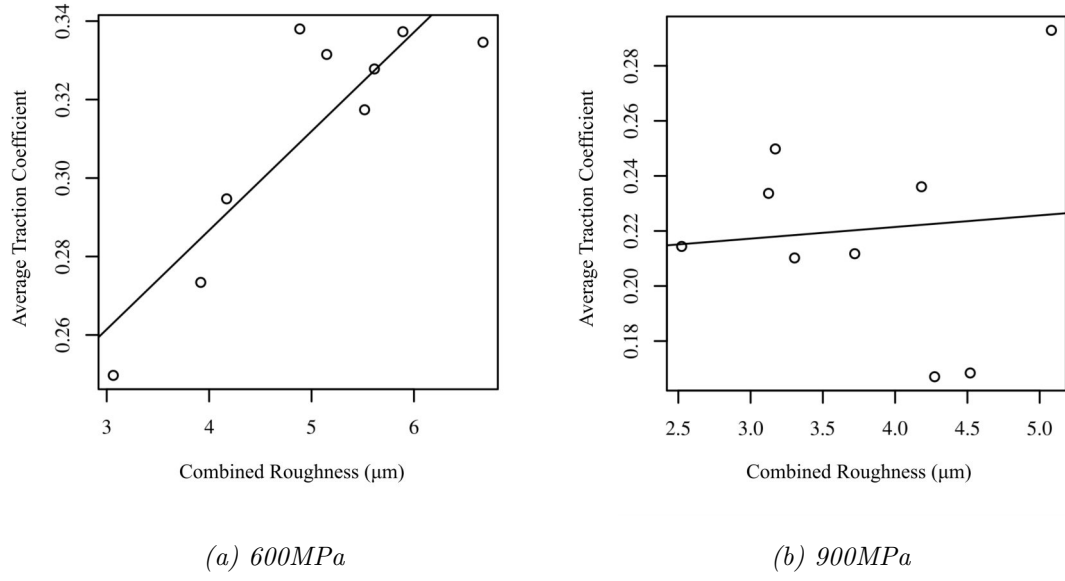 Average Traction Coefficient
0.34
0.32
0.30
0.28
0.26
3 4 5 6
Combined Roughness (μm)
(a) 600MPa
Average Traction Coefficient
0.28
0.26
0.24
0.22
0.20
0.18
2.5 3.0 3.5 4.0 4.5 5.0
Combined Roughness (μm)
(b) 900MPa